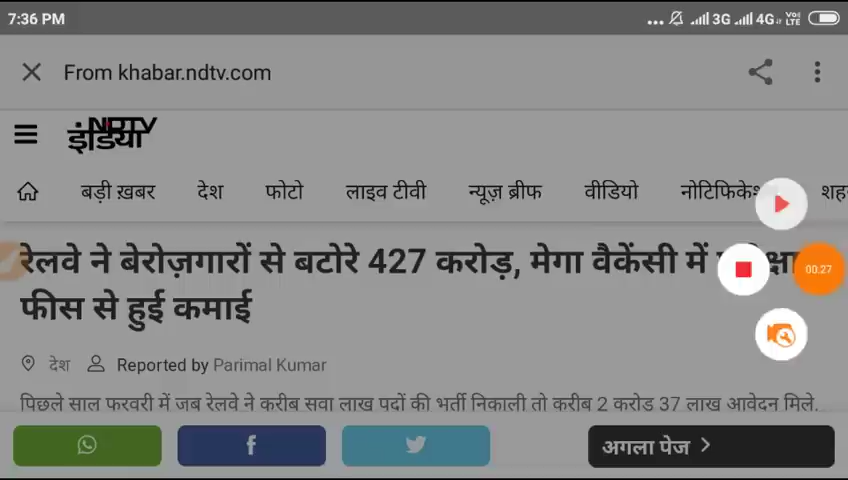 7:36 PM
3G 4G VoLTE
From khabar.ndtv.com
NDTV
इंडिया
बड़ी ख़बर देश फोटो लाइव टीवी न्यूज़ ब्रीफ वीडियो
रेलवे ने बेरोज़गारों से बटोरे 427 करोड़, मेगा वैकेंसी में
00:27
फीस से हुई कमाई
देश Reported by Parimal Kumar
पिछले साल फरवरी में जब रेलवे ने करीब सवा लाख पदों की भर्ती निकाली तो करीब 2 करोड 37 लाख आवेदन मिले.
अगला पेज